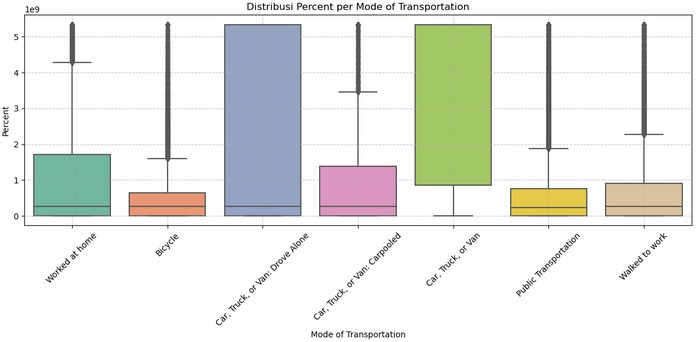 Distribusi Percent per Mode of Transportation
1e9
5
4
3
2
1
0
Percent
Worked at home
Bicycle
Car, Truck, or Van: Drove Alone
Car, Truck, or Van: Carpooled
Car, Truck, or Van
Public Transportation
Walked to work
Mode of Transportation